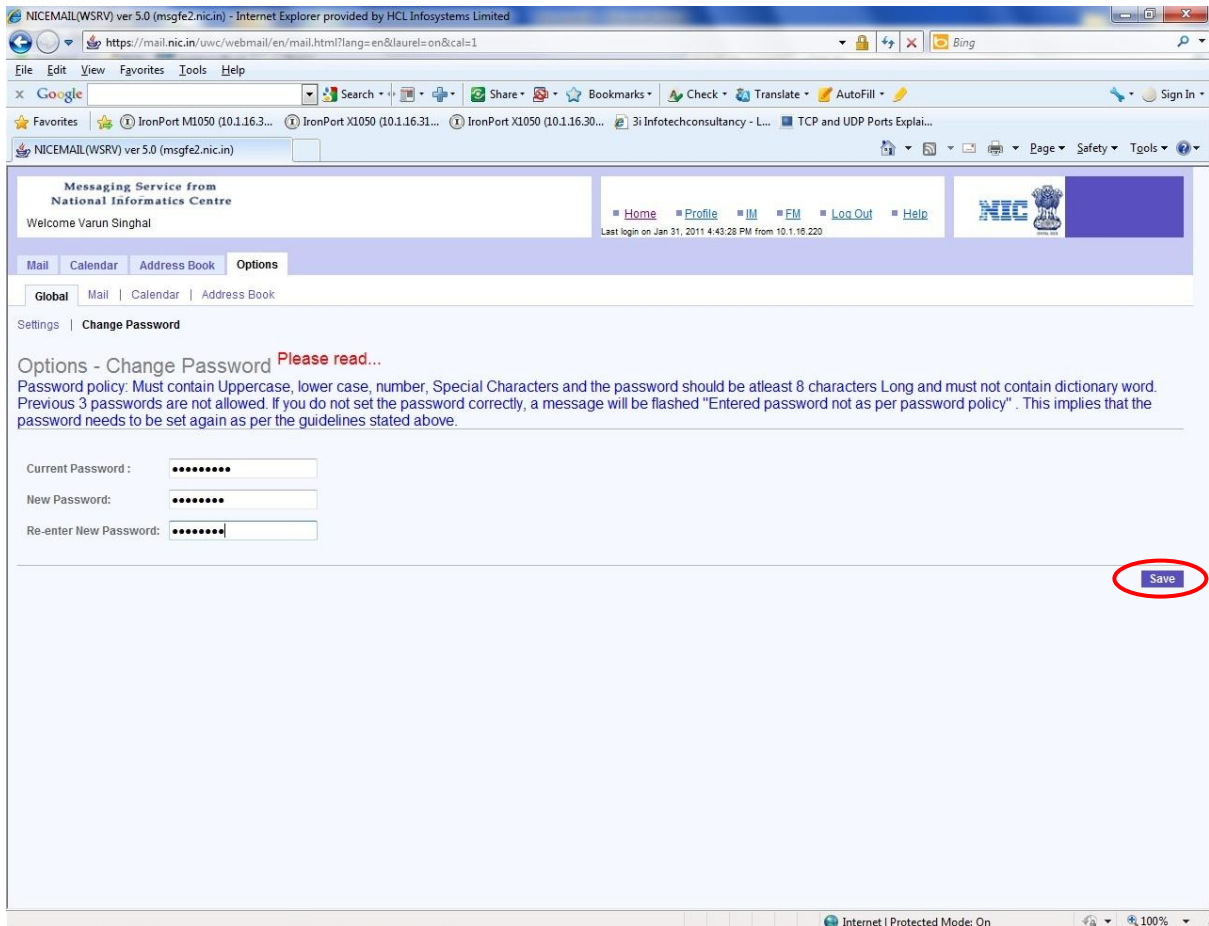 NICEMAIL(WSRV) ver 5.0 (msgfe2.nic.in) - Internet Explorer provided by HCL Infosystems Limited
https://mail.nic.in/uwc/webmail/en/mail.html?lang=en&laurel=on&cal=1
Bing
File Edit View Favorites Tools Help
x Google Search Share Bookmarks Check Translate AutoFill Sign In
Favorites IronPort M1050 (10.1.16.3... IronPort X1050 (10.1.16.31... IronPort X1050 (10.1.16.30... 3i Infotechconsultancy - L... TCP and UDP Ports Explai...
NICEMAIL(WSRV) ver 5.0 (msgfe2.nic.in) Page Safety Tools
Messaging Service from
National Informatics Centre
Welcome Varun Singhal
Home Profile IM FM Log Out Help
Last login on Jan 31, 2011 4:43:28 PM from 10.1.16.220
NIC
Mail Calendar Address Book Options
Global Mail | Calendar | Address Book
Settings | Change Password
Options - Change Password Please read...
Password policy: Must contain Uppercase, lower case, number, Special Characters and the password should be atleast 8 characters Long and must not contain dictionary word.
Previous 3 passwords are not allowed. If you do not set the password correctly, a message will be flashed "Entered password not as per password policy" . This implies that the
password needs to be set again as per the guidelines stated above.
Current Password : •••••••••
New Password: ••••••••
Re-enter New Password: ••••••••
Save
Internet | Protected Mode: On 100%